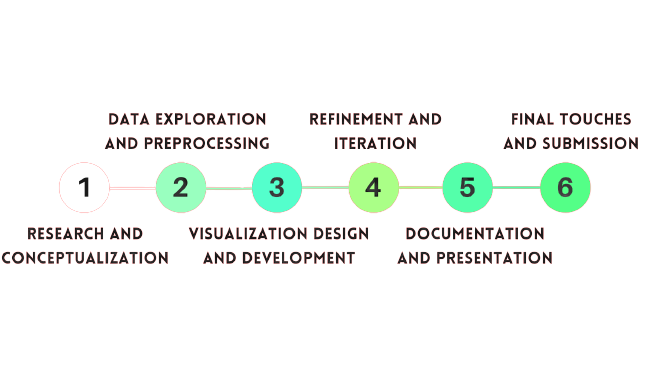 DATA EXPLORATION
AND PREPROCESSING
REFINEMENT AND
ITERATION
FINAL TOUCHES
AND SUBMISSION
1
2
3
4
5
6
RESEARCH AND
CONCEPTUALIZATION
VISUALIZATION DESIGN
AND DEVELOPMENT
DOCUMENTATION
AND PRESENTATION